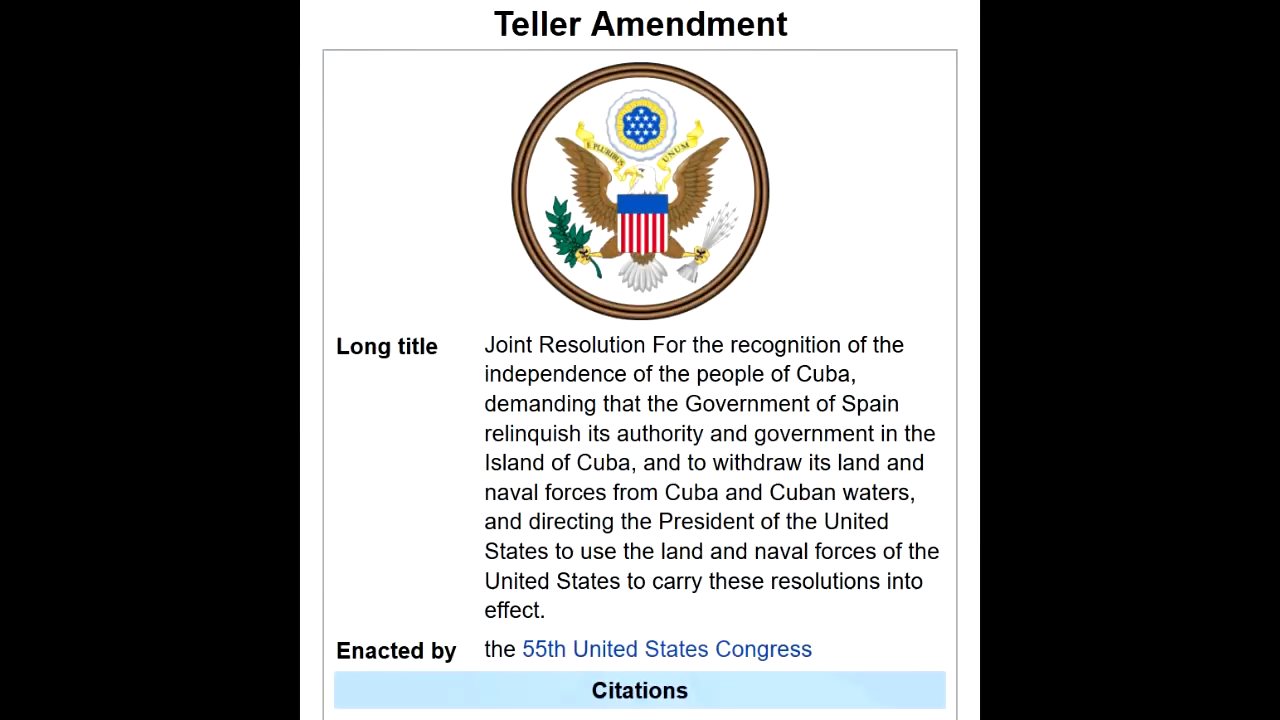 Teller Amendment
E PLURIBUS UNUM
Long title
Joint Resolution For the recognition of the
independence of the people of Cuba,
demanding that the Government of Spain
relinquish its authority and government in the
Island of Cuba, and to withdraw its land and
naval forces from Cuba and Cuban waters,
and directing the President of the United
States to use the land and naval forces of the
United States to carry these resolutions into
effect.
Enacted by the 55th United States Congress
Citations